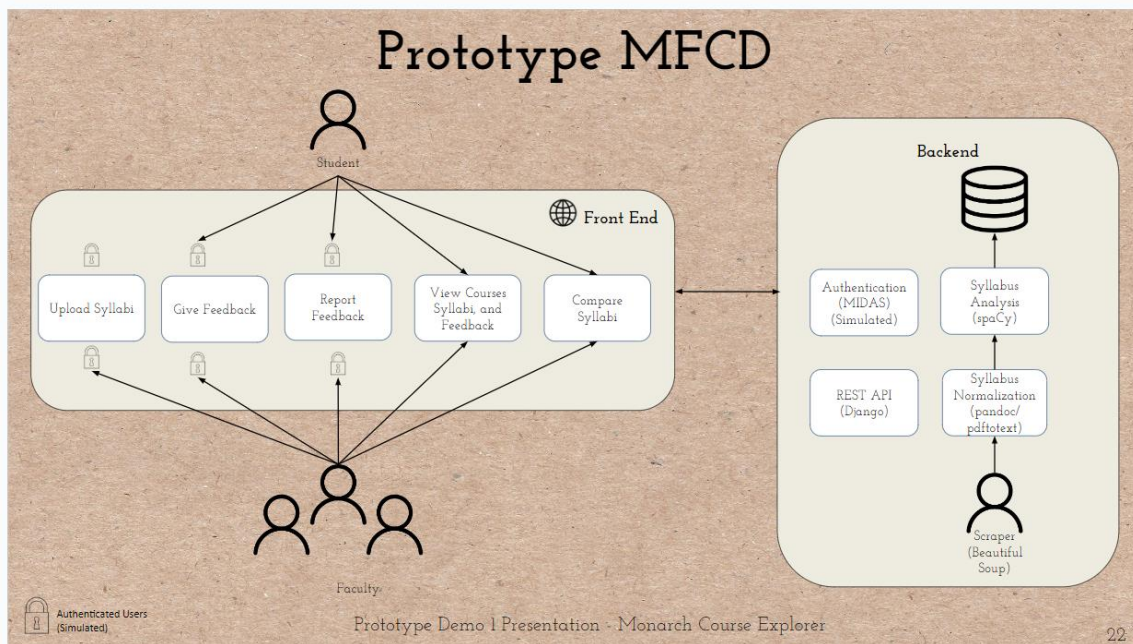 Prototype MFCD
Student
Front End
Upload Syllabi
Give Feedback
Report
Feedback
View Courses
Syllabi, and
Feedback
Compare
Syllabi
Faculty
Backend
Authentication
(MIDAS)
(Simulated)
Syllabus
Analysis
(spaCy)
REST API
(Django)
Syllabus
Normalization
(pandoc/
pdftotext)
Scraper
(Beautiful
Soup)
Authenticated Users
(Simulated)
Prototype Demo 1 Presentation - Monarch Course Explorer
22